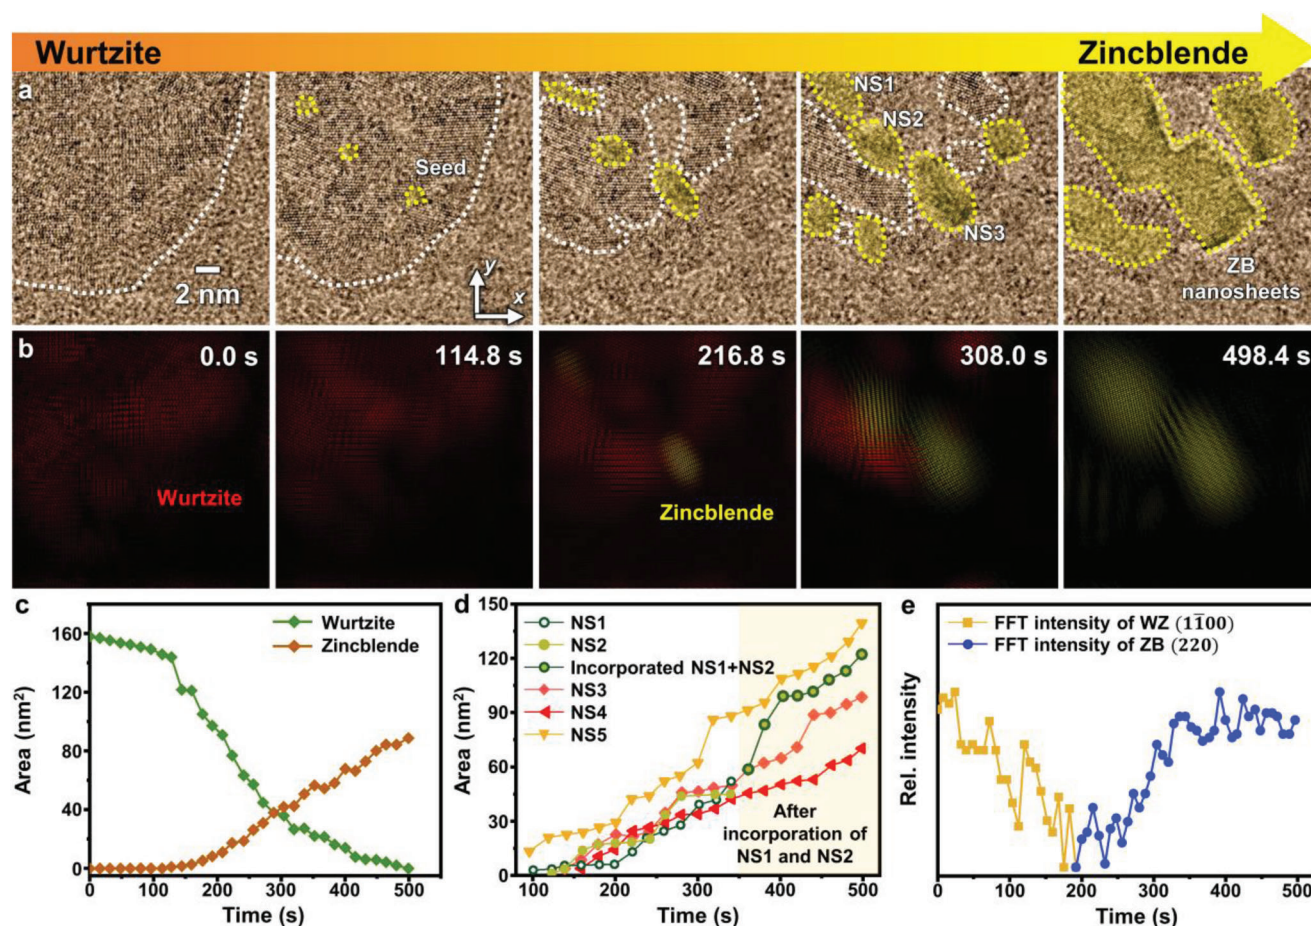 Wurtzite
Zincblende
a
2 nm
Seed
y
x
NS1
NS2
NS3
ZB
nanosheets
b
0.0 s
114.8 s
216.8 s
308.0 s
498.4 s
Wurtzite
Zincblende
c
Wurtzite
Zincblende
160
120
80
40
0
Area (nm²)
0 100 200 300 400 500
Time (s)
d
NS1
NS2
Incorporated NS1+NS2
NS3
NS4
NS5
150
120
90
60
30
0
Area (nm²)
After
incorporation of
NS1 and NS2
100 200 300 400 500
Time (s)
e
FFT intensity of WZ (11̅00)
FFT intensity of ZB (220)
Rel. intensity
0 100 200 300 400 500
Time (s)